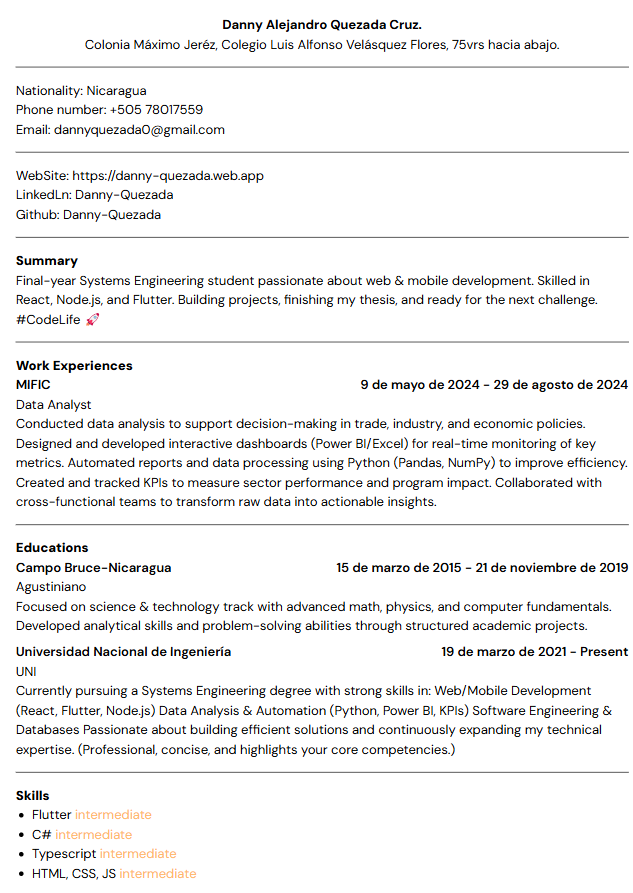 Danny Alejandro Quezada Cruz.
Colonia Máximo Jeréz, Colegio Luis Alfonso Velásquez Flores, 75vrs hacia abajo.
Nationality: Nicaragua
Phone number: +505 78017559
Email: dannyquezada0@gmail.com
WebSite: https://danny-quezada.web.app
LinkedLn: Danny-Quezada
Github: Danny-Quezada
Summary
Final-year Systems Engineering student passionate about web & mobile development. Skilled in
React, Node.js, and Flutter. Building projects, finishing my thesis, and ready for the next challenge.
#CodeLife 🚀
Work Experiences
MIFIC 9 de mayo de 2024 - 29 de agosto de 2024
Data Analyst
Conducted data analysis to support decision-making in trade, industry, and economic policies.
Designed and developed interactive dashboards (Power BI/Excel) for real-time monitoring of key
metrics. Automated reports and data processing using Python (Pandas, NumPy) to improve efficiency.
Created and tracked KPIs to measure sector performance and program impact. Collaborated with
cross-functional teams to transform raw data into actionable insights.
Educations
Campo Bruce-Nicaragua 15 de marzo de 2015 - 21 de noviembre de 2019
Agustiniano
Focused on science & technology track with advanced math, physics, and computer fundamentals.
Developed analytical skills and problem-solving abilities through structured academic projects.
Universidad Nacional de Ingeniería 19 de marzo de 2021 - Present
UNI
Currently pursuing a Systems Engineering degree with strong skills in: Web/Mobile Development
(React, Flutter, Node.js) Data Analysis & Automation (Python, Power BI, KPIs) Software Engineering &
Databases Passionate about building efficient solutions and continuously expanding my technical
expertise. (Professional, concise, and highlights your core competencies.)
Skills
• Flutter intermediate
• C# intermediate
• Typescript intermediate
• HTML, CSS, JS intermediate